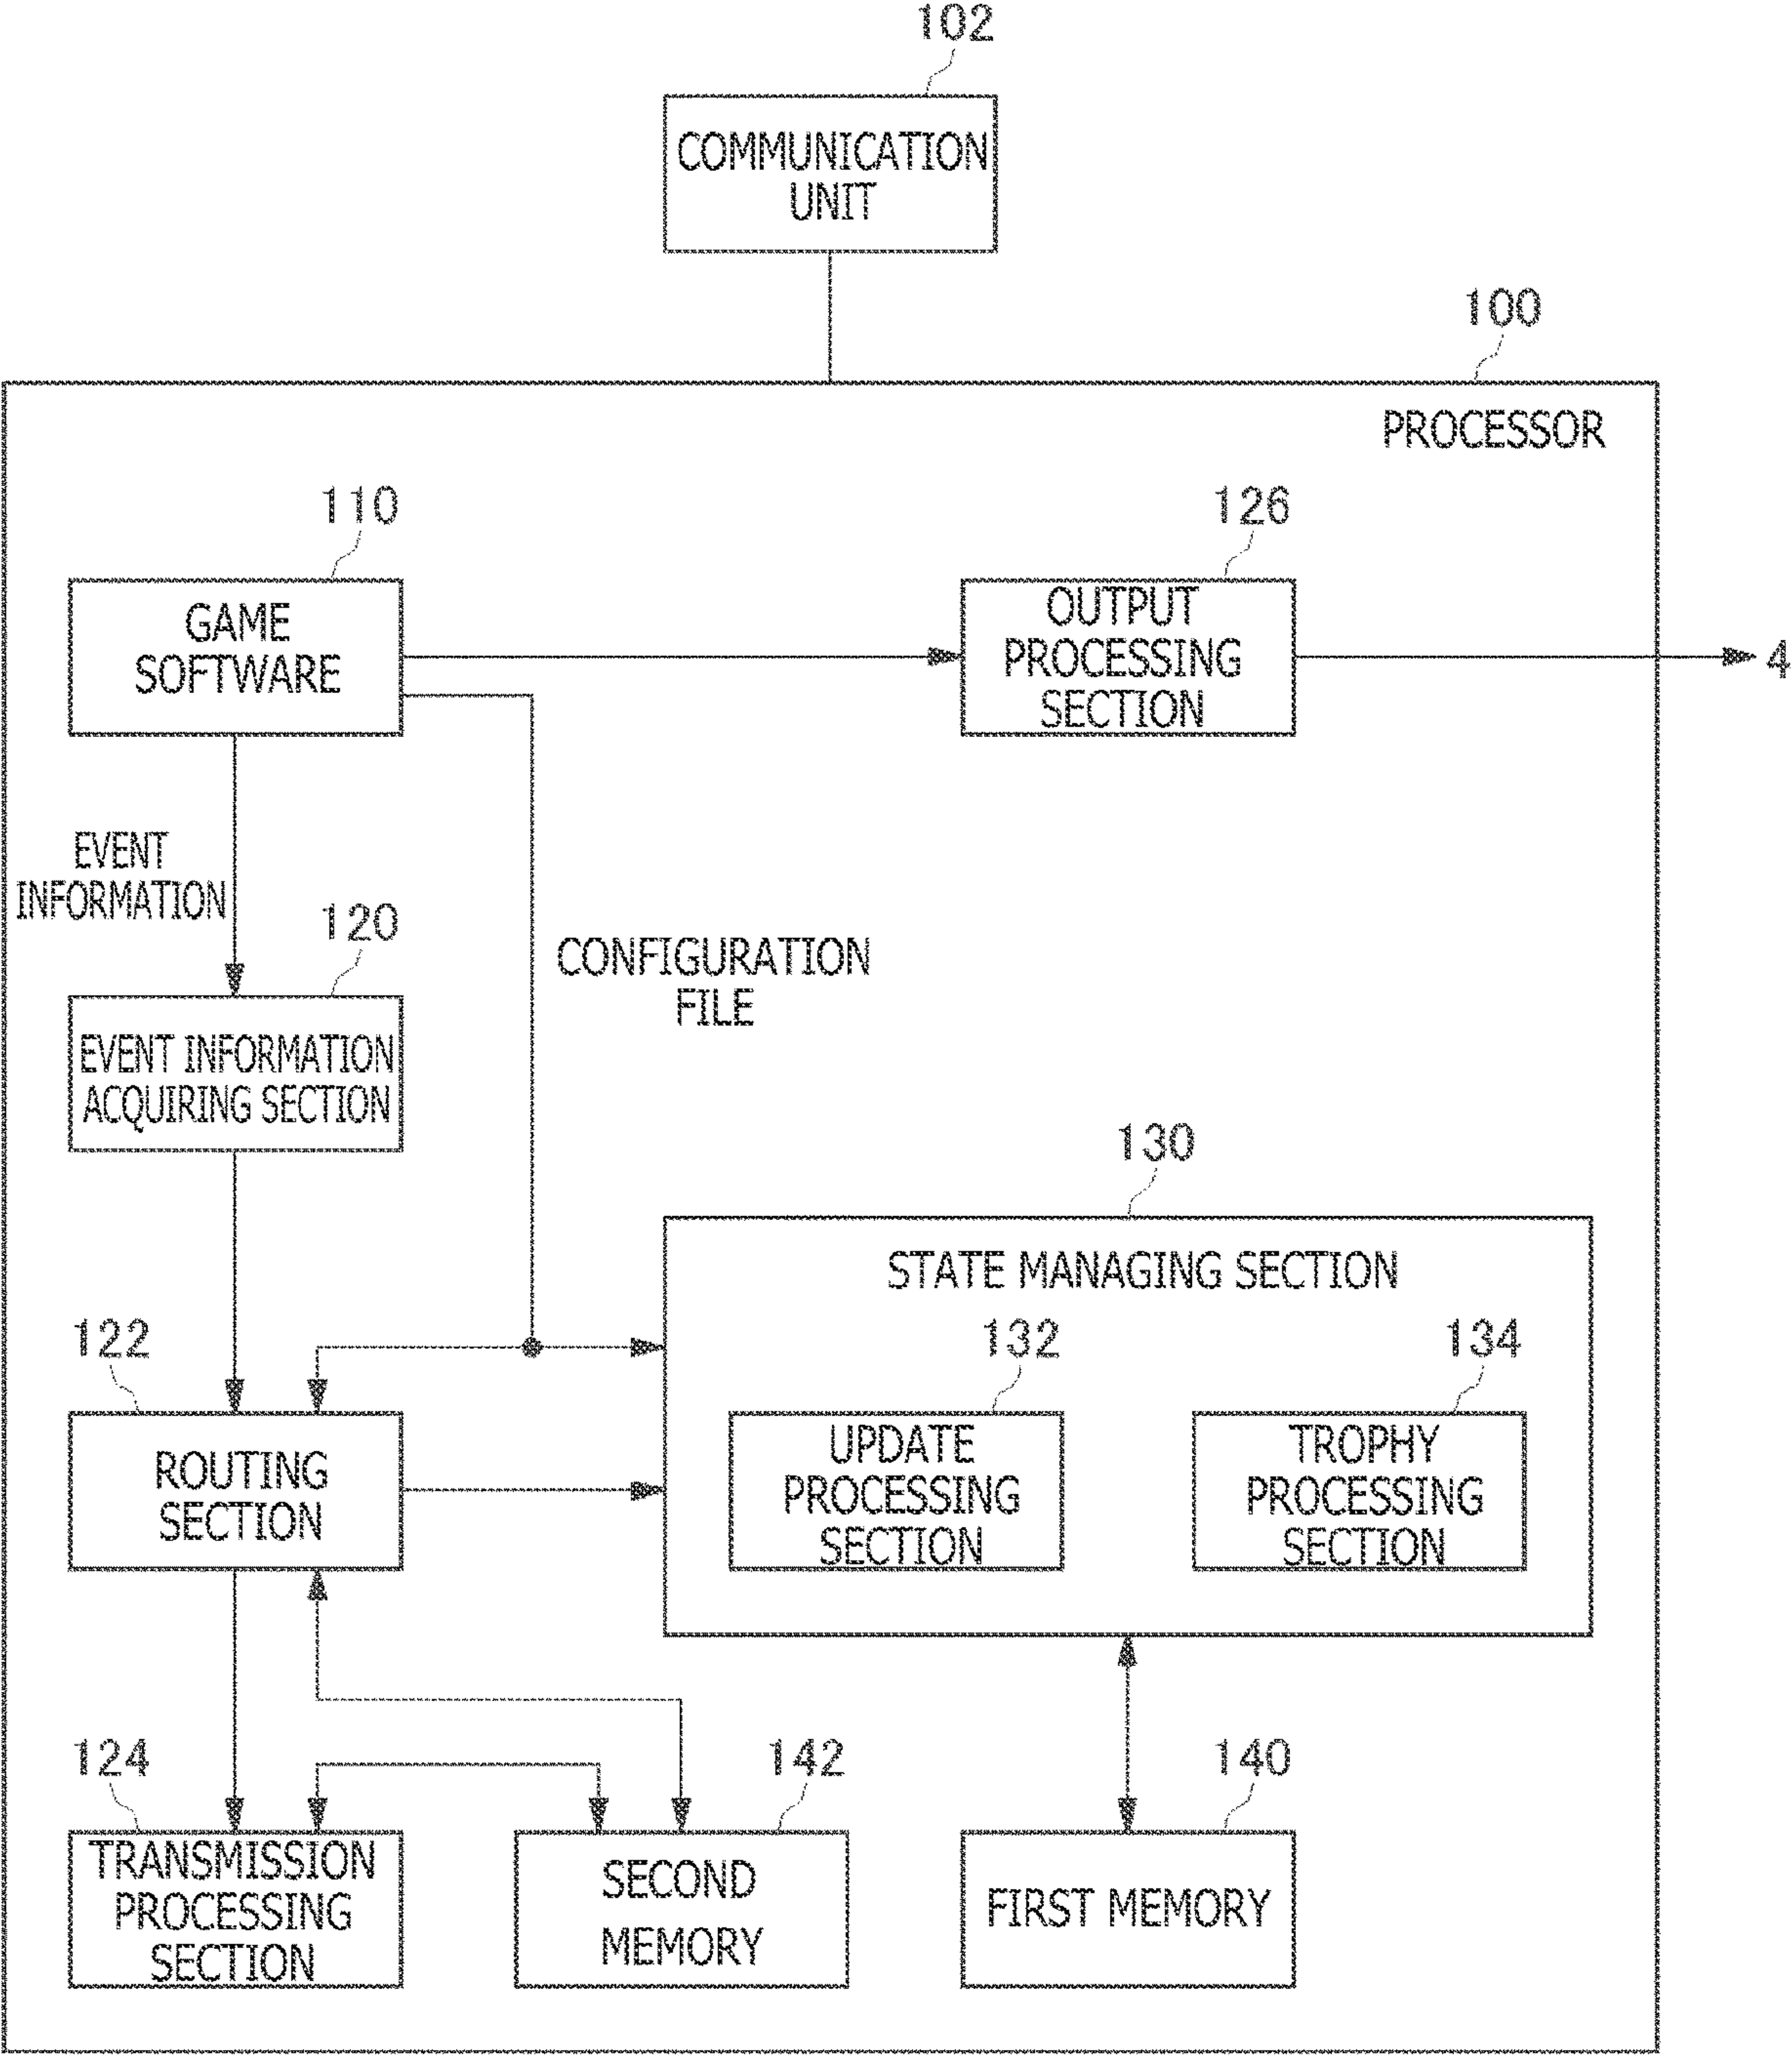 102
COMMUNICATION
UNIT
100
PROCESSOR
110
126
GAME
SOFTWARE
OUTPUT
PROCESSING
SECTION
4
EVENT
INFORMATION
120
CONFIGURATION
FILE
EVENT INFORMATION
ACQUIRING SECTION
130
STATE MANAGING SECTION
122
132
134
ROUTING
SECTION
UPDATE
PROCESSING
SECTION
TROPHY
PROCESSING
SECTION
124
142
140
TRANSMISSION
PROCESSING
SECTION
SECOND
MEMORY
FIRST MEMORY